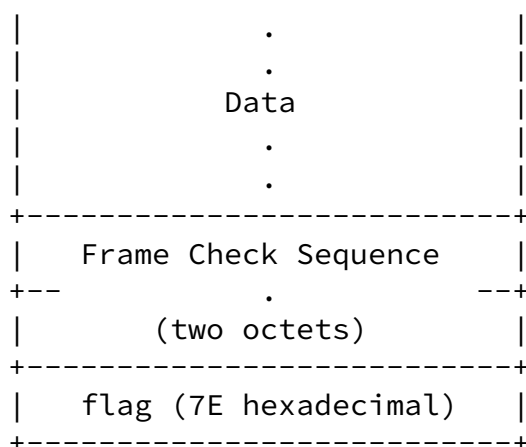 .
.
Data
.
.
Frame Check Sequence
.
(two octets)
flag (7E hexadecimal)